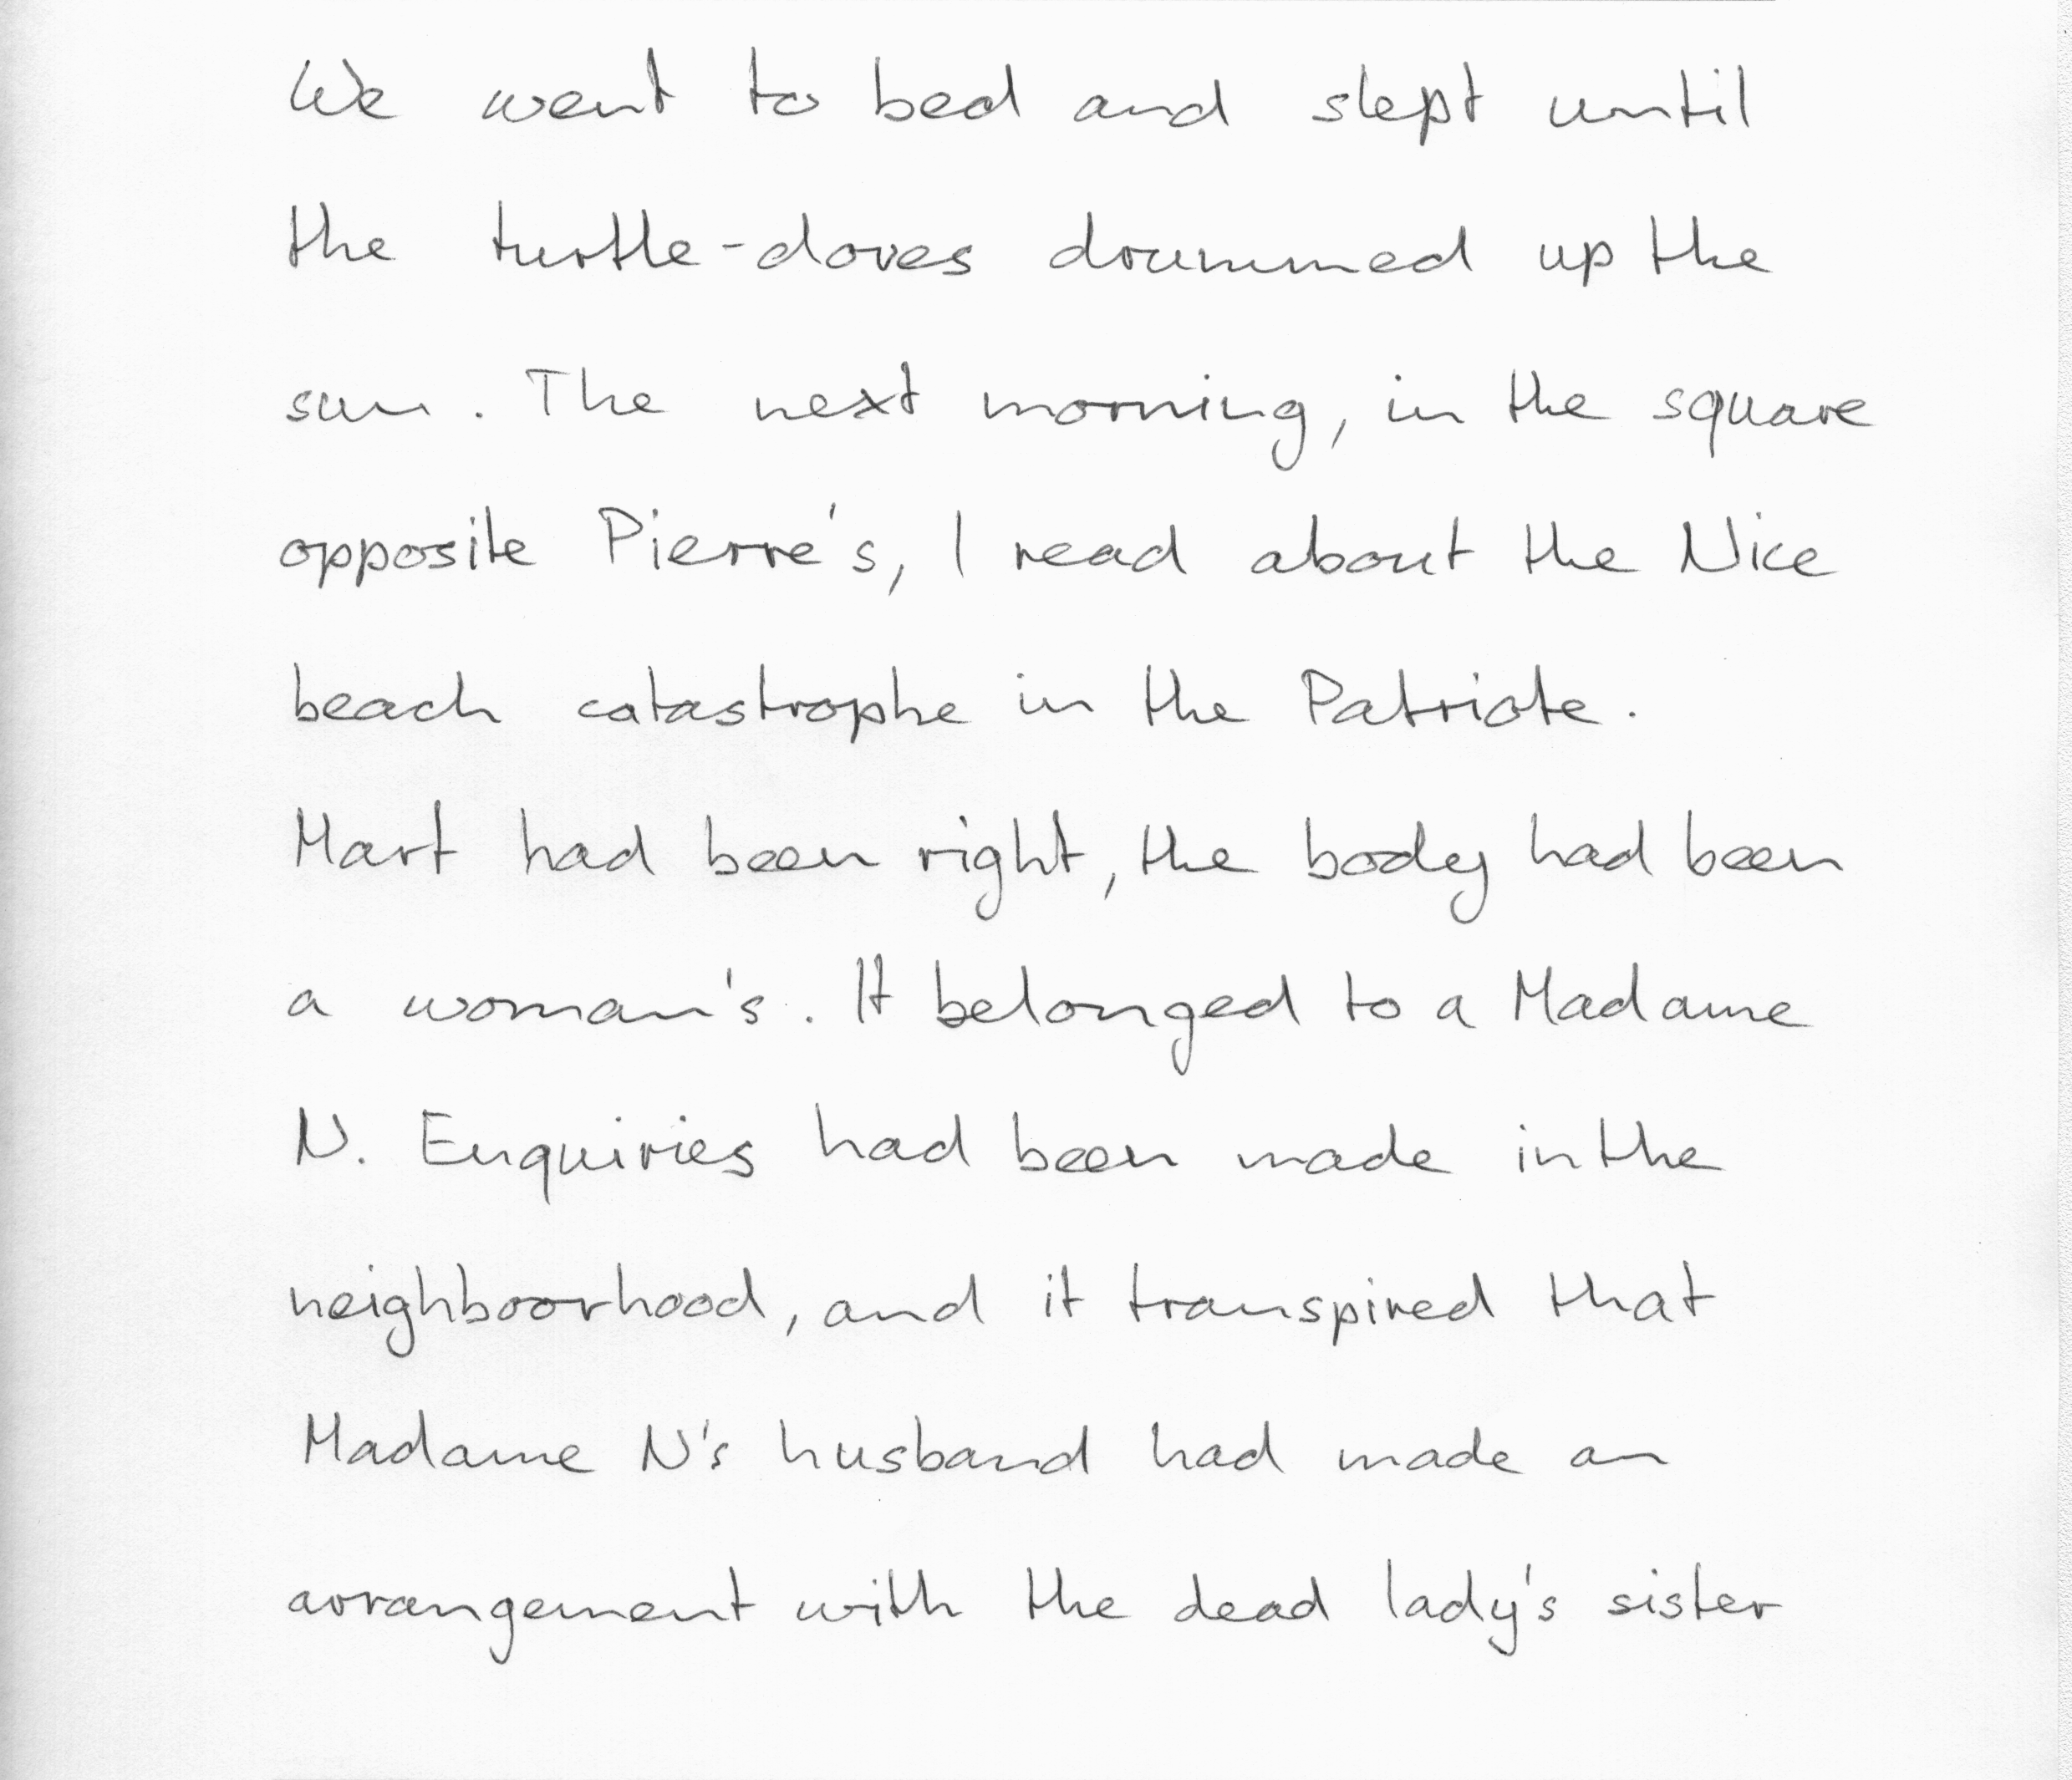 We went to bed and slept until
the turtle-doves drummed up the
sun. The next morning, in the square
opposite Pierre's, I read about the Nice
beach catastrophe in the Patriote.
Mart had been right, the body had been
a woman's. It belonged to a Madame
N. Enquiries had been made in the
neighboorhood, and it transpired that
Madame N's husband had made an
arrangement with the dead lady's sister